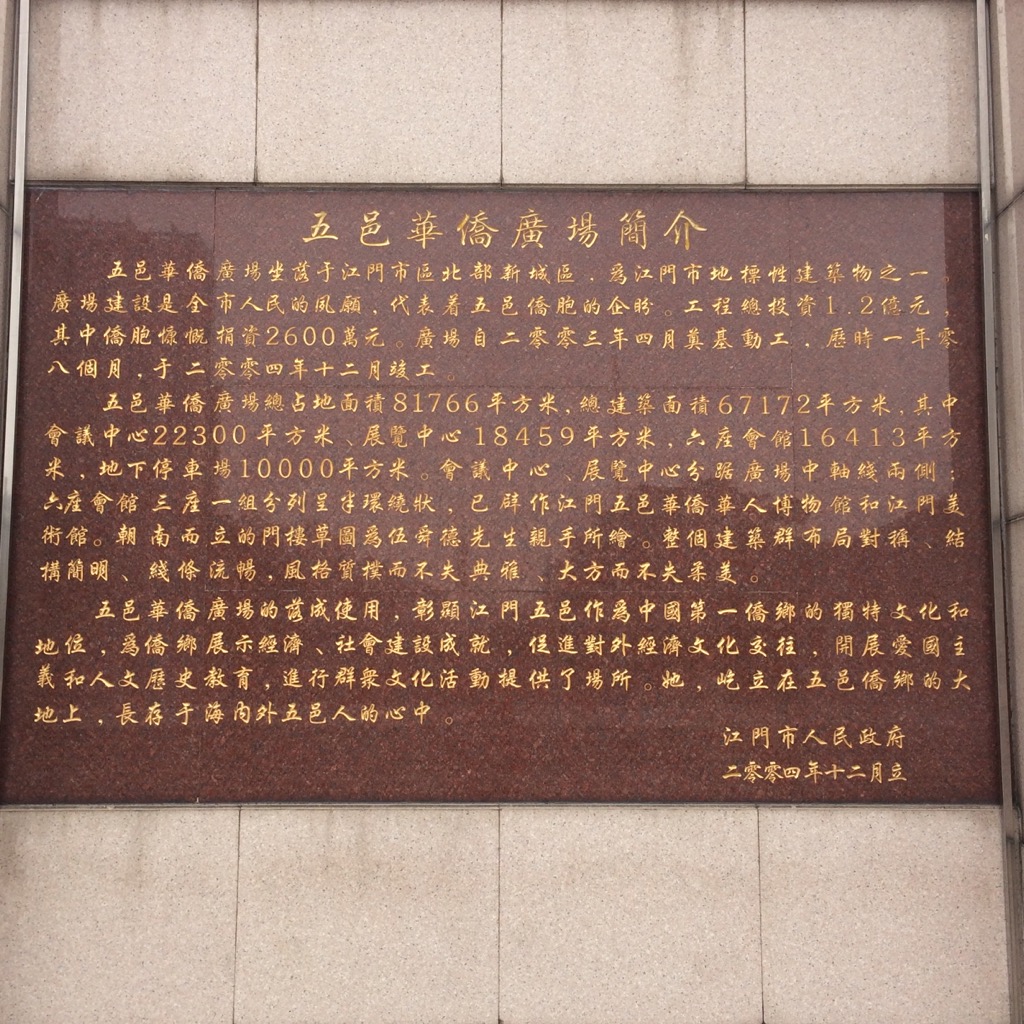 五邑華僑廣場簡介
五邑華僑廣場坐落于江門市區北部新城區，爲江門市地標性建築物之一。
廣場建設是全市人民的夙願，代表着五邑僑胞的企盼。工程總投資1.2億元，
其中僑胞慷慨捐資2600萬元。廣場自二零零三年四月奠基動工，歷時一年零
八個月，于二零零四年十二月竣工。
五邑華僑廣場總占地面積81766平方米，總建築面積67172平方米，其中
會議中心22300平方米、展覽中心18459平方米，六座會館16413平方
米，地下停車場10000平方米。會議中心、展覽中心分踞廣場中軸綫兩側；
六座會館三座一組分列呈半環繞狀，已辟作江門五邑華僑華人博物館和江門美
術館。朝南而立的門樓草圖爲伍舜德先生親手所繪。整個建築群布局對稱、結
構簡明、綫條流暢，風格質樸而不失典雅、大方而不失柔美。
五邑華僑廣場的落成使用，彰顯江門五邑作爲中國第一僑鄉的獨特文化和
地位，爲僑鄉展示經濟、社會建設成就，促進對外經濟文化交往，開展愛國主
義和人文歷史教育，進行群衆文化活動提供了場所。她，屹立在五邑僑鄉的大
地上，長存于海内外五邑人的心中。
江門市人民政府
二零零四年十二月立